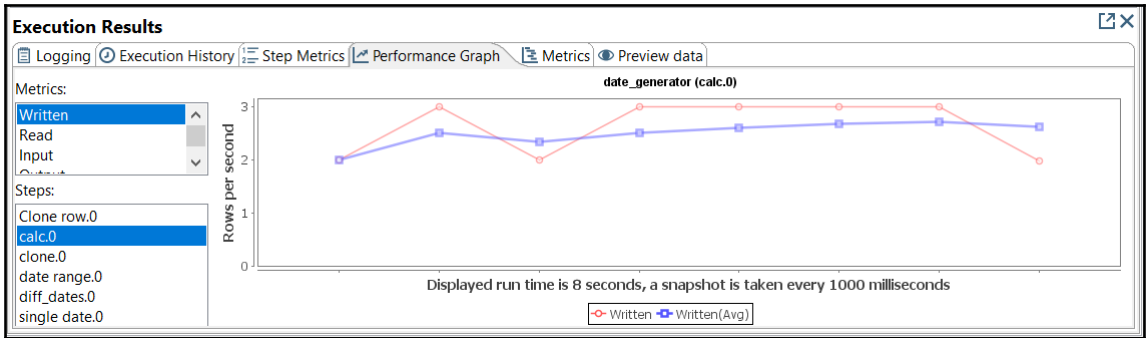 Execution Results
Logging Execution History Step Metrics Performance Graph Metrics Preview data
Metrics:
Written
Read
Input
Steps:
Clone row.0
calc.0
clone.0
date range.0
diff_dates.0
single date.0
date_generator (calc.0)
Rows per second
3
2
1
0
Displayed run time is 8 seconds, a snapshot is taken every 1000 milliseconds
Written Written(Avg)